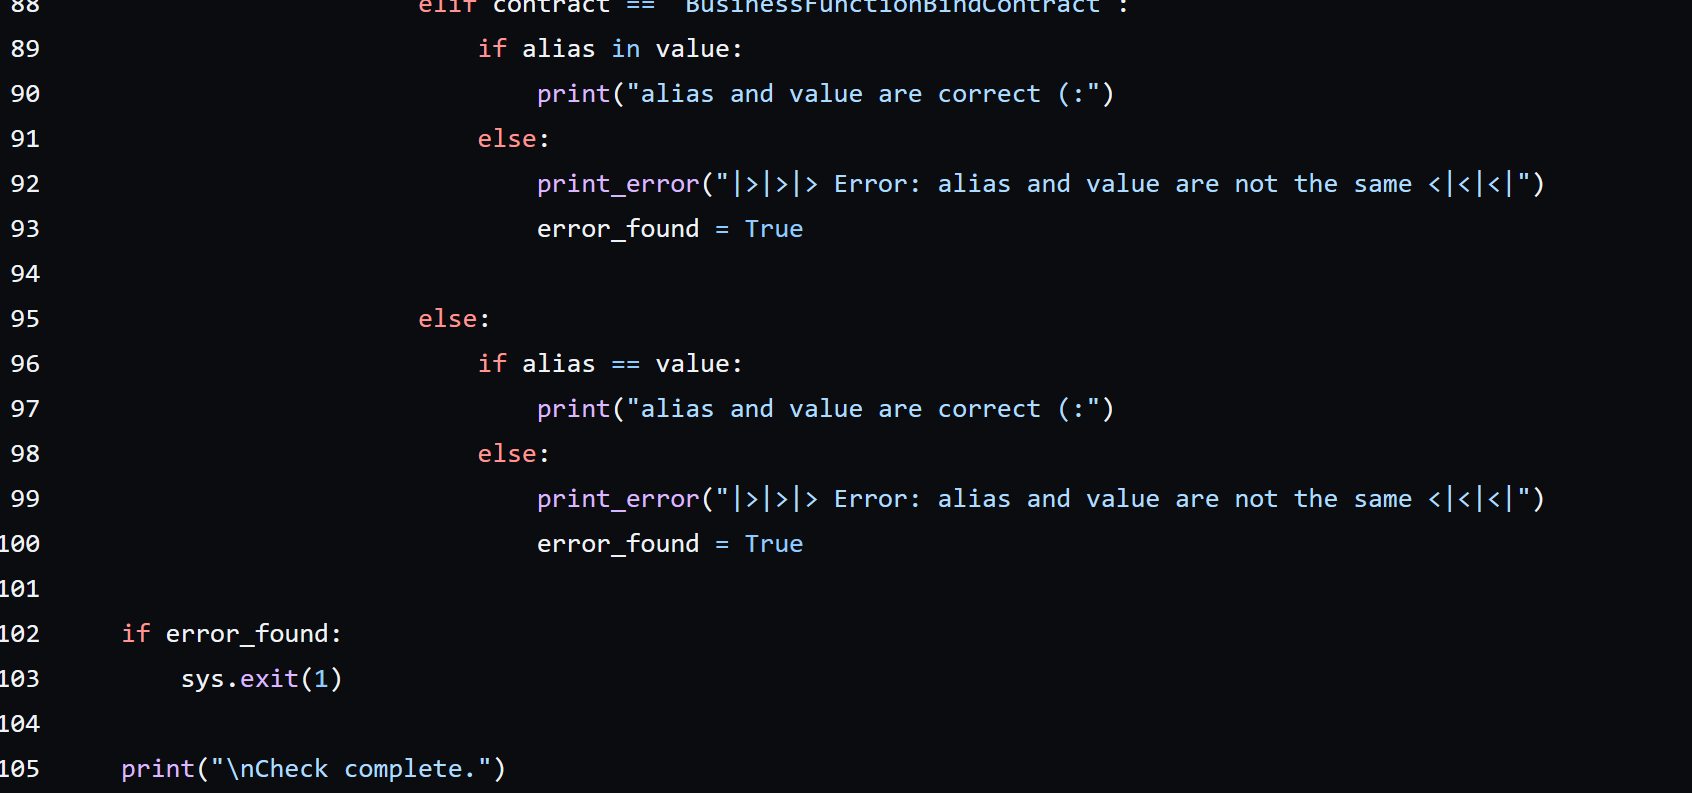 88 elif contract == "BusinessFunctionBindContract":
89 if alias in value:
90 print("alias and value are correct (:")
91 else:
92 print_error("|>|>|> Error: alias and value are not the same <|<|<|")
93 error_found = True
94
95 else:
96 if alias == value:
97 print("alias and value are correct (:")
98 else:
99 print_error("|>|>|> Error: alias and value are not the same <|<|<|")
100 error_found = True
101
102 if error_found:
103 sys.exit(1)
104
105 print("\nCheck complete.")